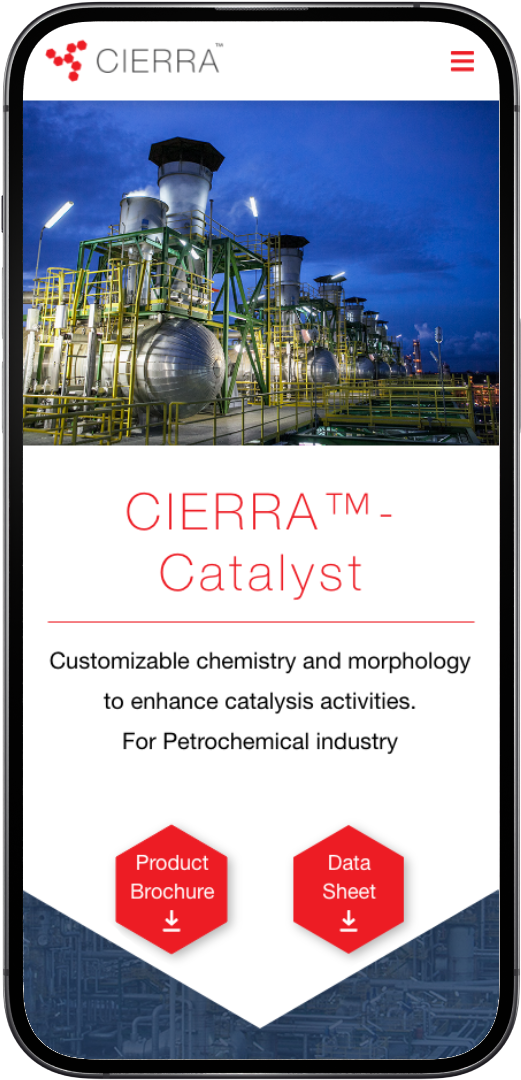 CIERRA™
CIERRA™-
Catalyst
Customizable chemistry and morphology
to enhance catalysis activities.
For Petrochemical industry
Product
Brochure
Data
Sheet